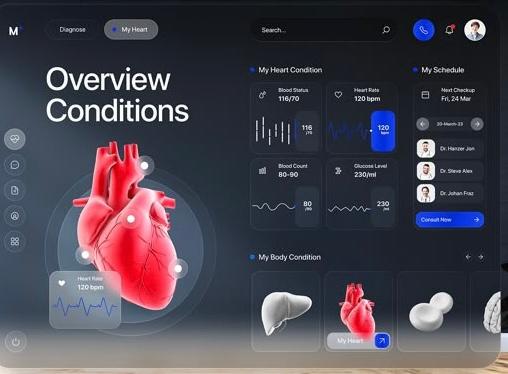 M+
Diagnose
My Heart
Search...
Overview
Conditions
My Heart Condition
Blood Status
116/70
116
/70
Heart Rate
120 bpm
120
bpm
Blood Count
80-90
80
/90
Glucose Level
230/ml
230
/ml
My Schedule
Next Checkup
Fri, 24 Mar
20-March-23
Dr. Hanzer Jon
Dr. Steve Alex
Dr. Johan Fraz
Consult Now
Heart Rate
120 bpm
My Body Condition
My Heart